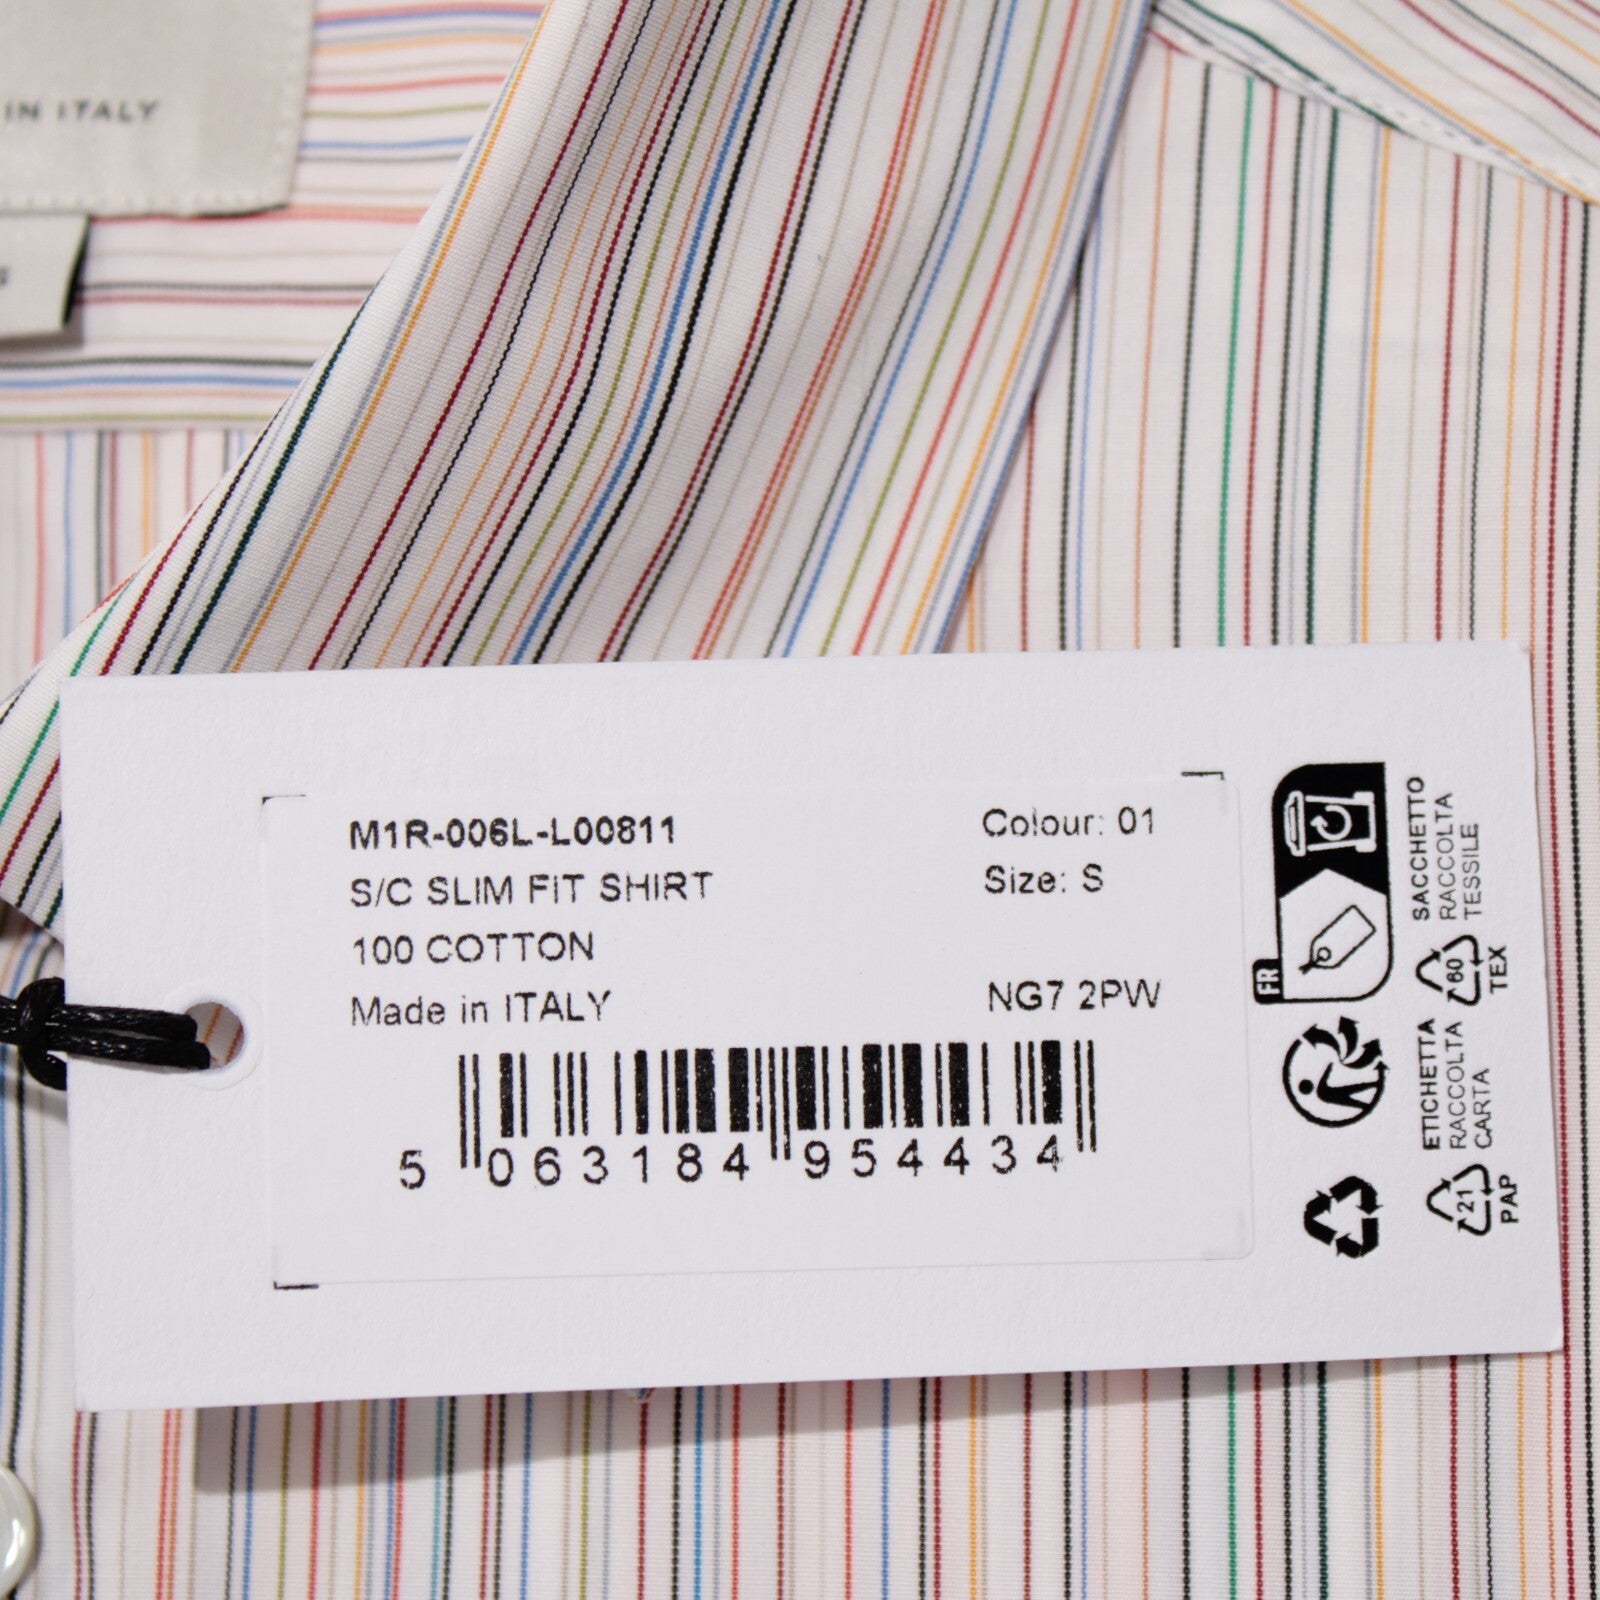 IN ITALY
M1R-006L-L00811
Colour: 01
S/C SLIM FIT SHIRT
Size: S
100 COTTON
Made in ITALY
NG7 2PW
5 063184 954434
FR
SACCHETTO
RACCOLTA
TESSILE
60
TEX
ETICHETTA
RACCOLTA
CARTA
21
PAP